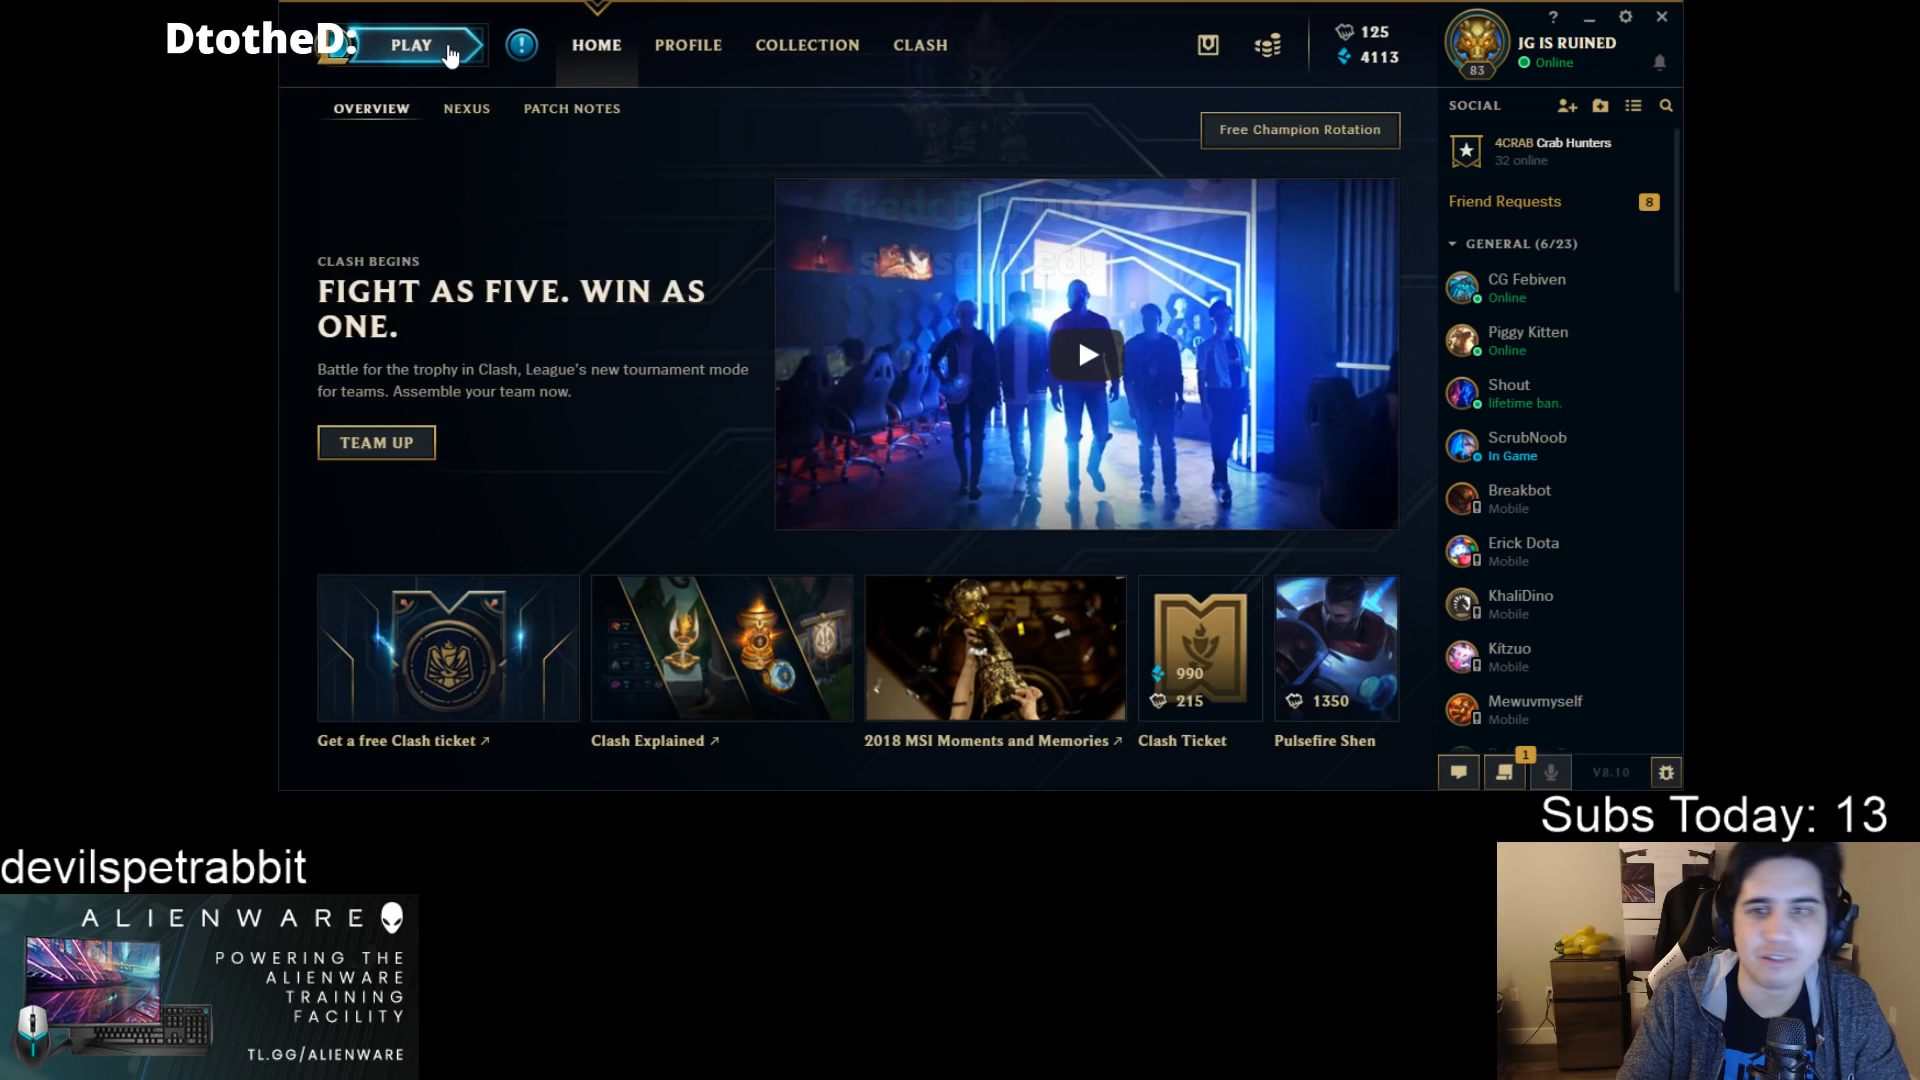 DtotheD:
PLAY
HOME
PROFILE
COLLECTION
CLASH
125
4113
?
83
JG IS RUINED
Online
OVERVIEW
NEXUS
PATCH NOTES
Free Champion Rotation
CLASH BEGINS
FIGHT AS FIVE. WIN AS
ONE.
Battle for the trophy in Clash, League's new tournament mode
for teams. Assemble your team now.
TEAM UP
SOCIAL
4CRAB Crab Hunters
32 online
Friend Requests
8
GENERAL (6/23)
CG Febiven
Online
Piggy Kitten
Online
Shout
lifetime ban.
ScrubNoob
In Game
Breakbot
Mobile
Erick Dota
Mobile
KhaliDino
Mobile
Kítzuo
Mobile
Mewuvmyself
Mobile
1
V8.10
990
215
1350
Get a free Clash ticket
Clash Explained
2018 MSI Moments and Memories
Clash Ticket
Pulsefire Shen
Subs Today: 13
devilspetrabbit
ALIENWARE
POWERING THE
ALIENWARE
TRAINING
FACILITY
TL.GG/ALIENWARE